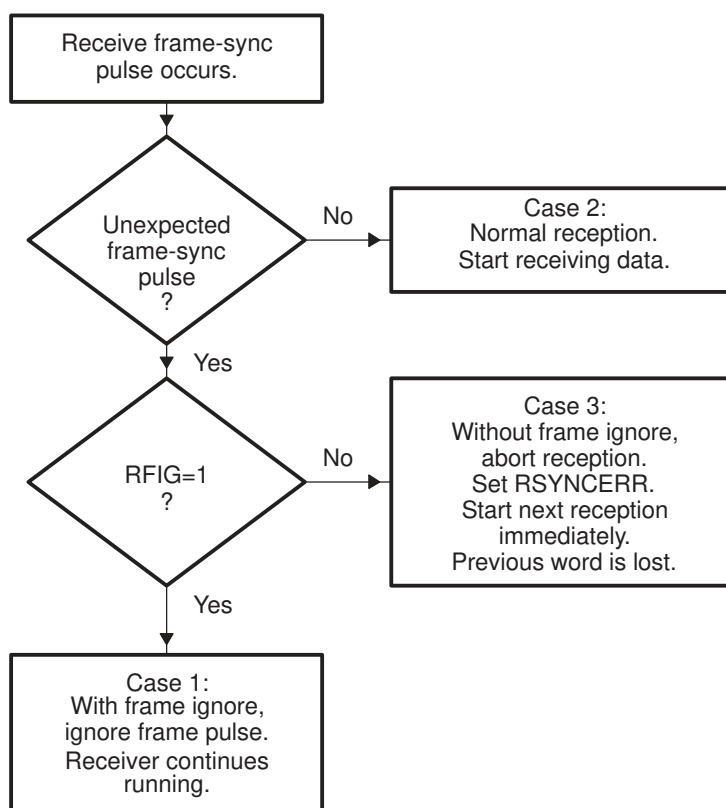 Receive frame-sync
pulse occurs.
Unexpected
frame-sync
pulse
?
No
Case 2:
Normal reception.
Start receiving data.
Yes
RFIG=1
?
No
Case 3:
Without frame ignore,
abort reception.
Set RSYNCERR.
Start next reception
immediately.
Previous word is lost.
Yes
Case 1:
With frame ignore,
ignore frame pulse.
Receiver continues
running.